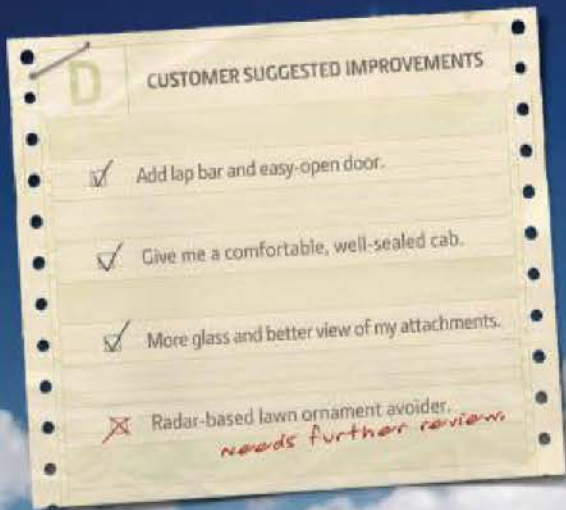 D
CUSTOMER SUGGESTED IMPROVEMENTS
Add lap bar and easy-open door.
Give me a comfortable, well-sealed cab.
More glass and better view of my attachments.
Radar-based lawn ornament avoider.
needs further review.